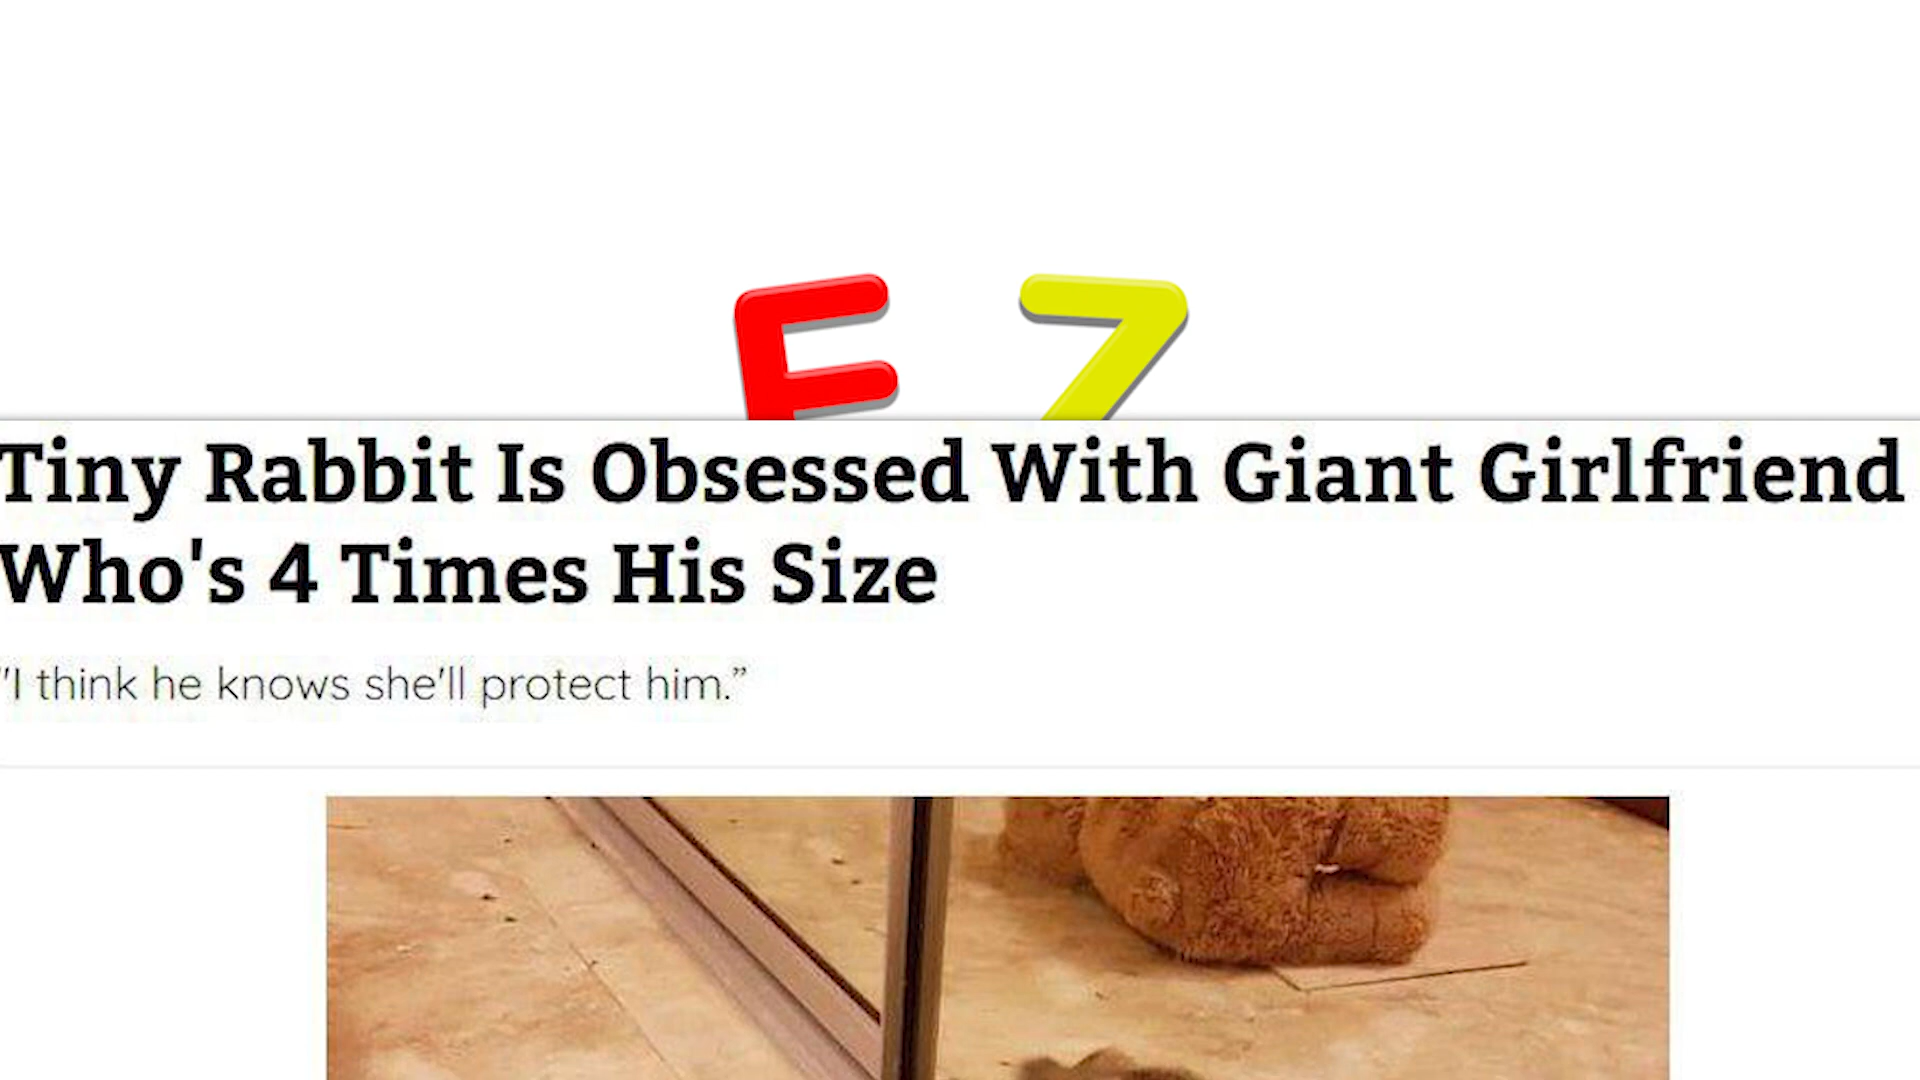 EZ
Tiny Rabbit Is Obsessed With Giant Girlfriend
Who's 4 Times His Size
"I think he knows she'll protect him.”